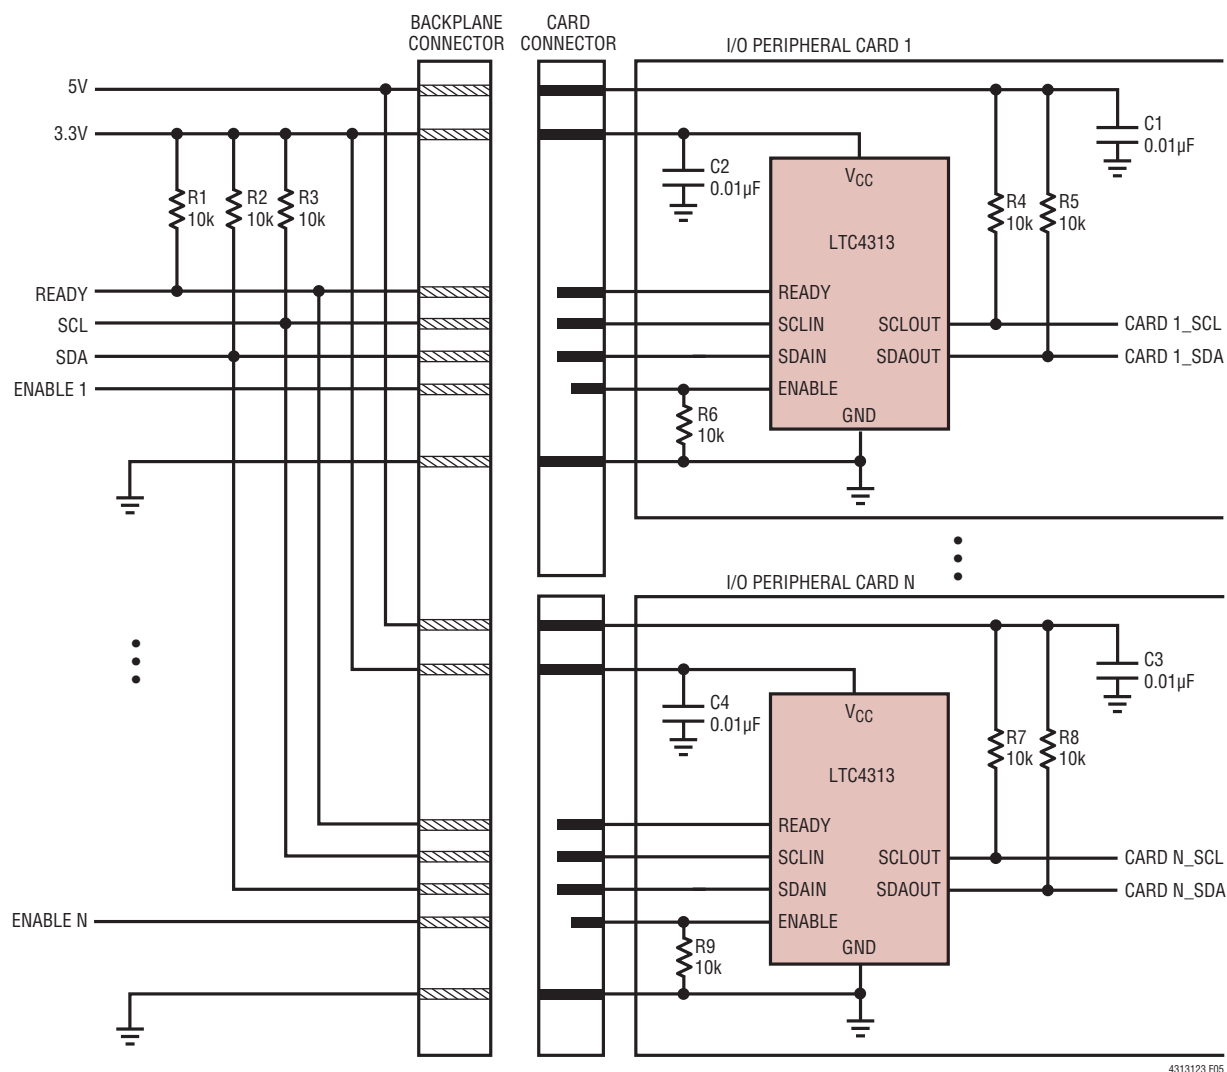 BACKPLANE
CONNECTOR
CARD
CONNECTOR
I/O PERIPHERAL CARD 1
5V
3.3V
R1
10k
R2
10k
R3
10k
READY
SCL
SDA
ENABLE 1
C2
0.01µF
VCC
LTC4313
READY
SCLIN
SDAIN
ENABLE
GND
SCLOUT
SDAOUT
R4
10k
R5
10k
C1
0.01µF
CARD 1_SCL
CARD 1_SDA
R6
10k
I/O PERIPHERAL CARD N
C4
0.01µF
VCC
LTC4313
READY
SCLIN
SDAIN
ENABLE
GND
SCLOUT
SDAOUT
R7
10k
R8
10k
C3
0.01µF
CARD N_SCL
CARD N_SDA
ENABLE N
R9
10k
4313123 F05